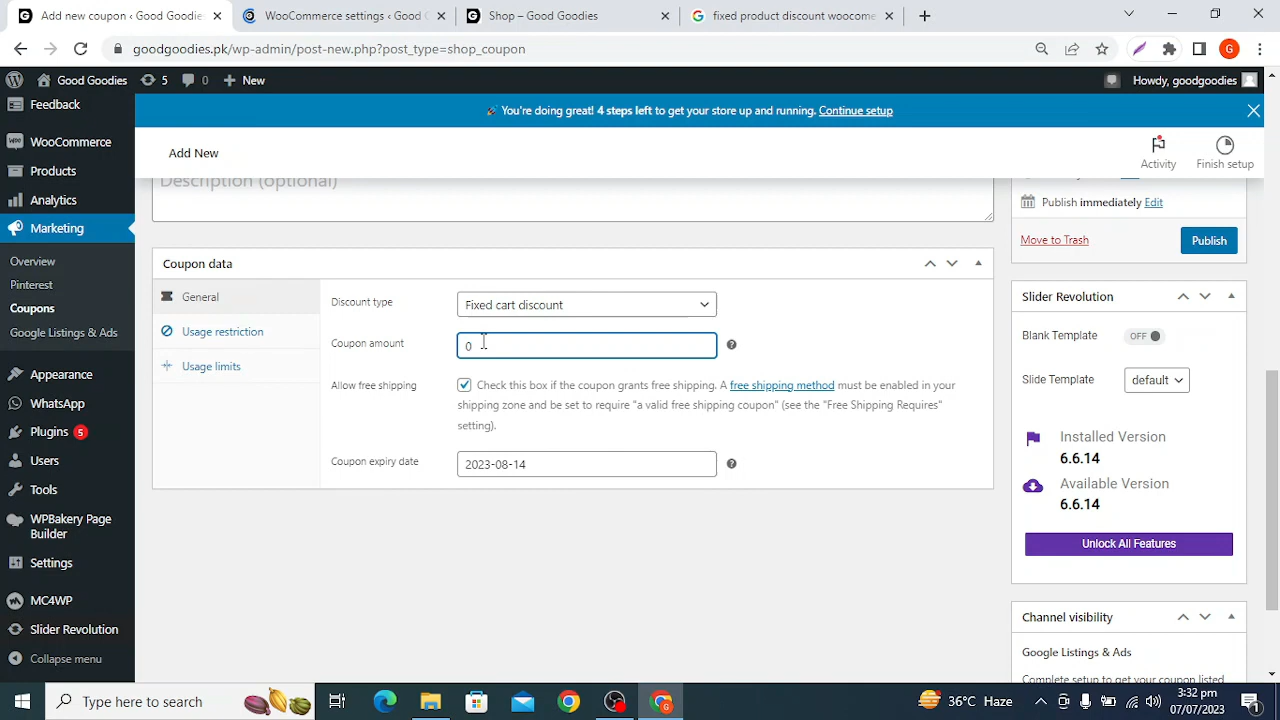 Add new coupon ‹ Good Goodie
WooCommerce settings ‹ Good G
Shop – Good Goodies
fixed product discount woocome
goodgoodies.pk/wp-admin/post-new.php?post_type=shop_coupon
G
Good Goodies
5
0
New
Howdy, goodgoodies
You're doing great! 4 steps left to get your store up and running. Continue setup
Add New
Activity
Finish setup
Feedback
WooCommerce
Products
Analytics
Marketing
Overview
Pinterest
Coupons
Google Listings & Ads
Appearance
WhatsApp
Plugins 5
Users
Tools
WPBakery Page
Builder
Settings
MC4WP
Slider Revolution
Collapse menu
Description (optional)
Coupon data
General
Usage restriction
Usage limits
Discount type
Fixed cart discount
Coupon amount
0
Allow free shipping
Check this box if the coupon grants free shipping. A free shipping method must be enabled in your
shipping zone and be set to require "a valid free shipping coupon" (see the "Free Shipping Requires"
setting).
Coupon expiry date
2023-08-14
Publish immediately Edit
Move to Trash
Publish
Slider Revolution
Blank Template
OFF
Slide Template
default
Installed Version
6.6.14
Available Version
6.6.14
Unlock All Features
Channel visibility
Google Listings & Ads
Complete setup to get your coupon listed
Type here to search
36°C Haze
3:32 pm
07/07/2023
1